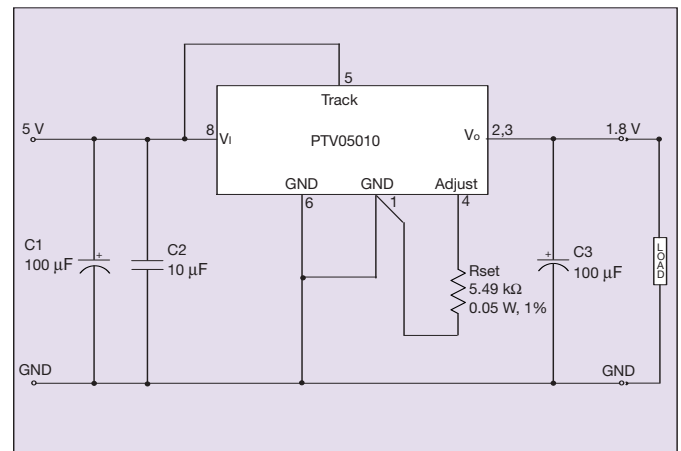 5
Track
5 V
8
VI
PTV05010
Vo
2,3
1.8 V
GND
GND
Adjust
6
1
4
C1
100 µF
+
C2
10 µF
Rset
5.49 kΩ
0.05 W, 1%
+
C3
100 µF
LOAD
GND
GND